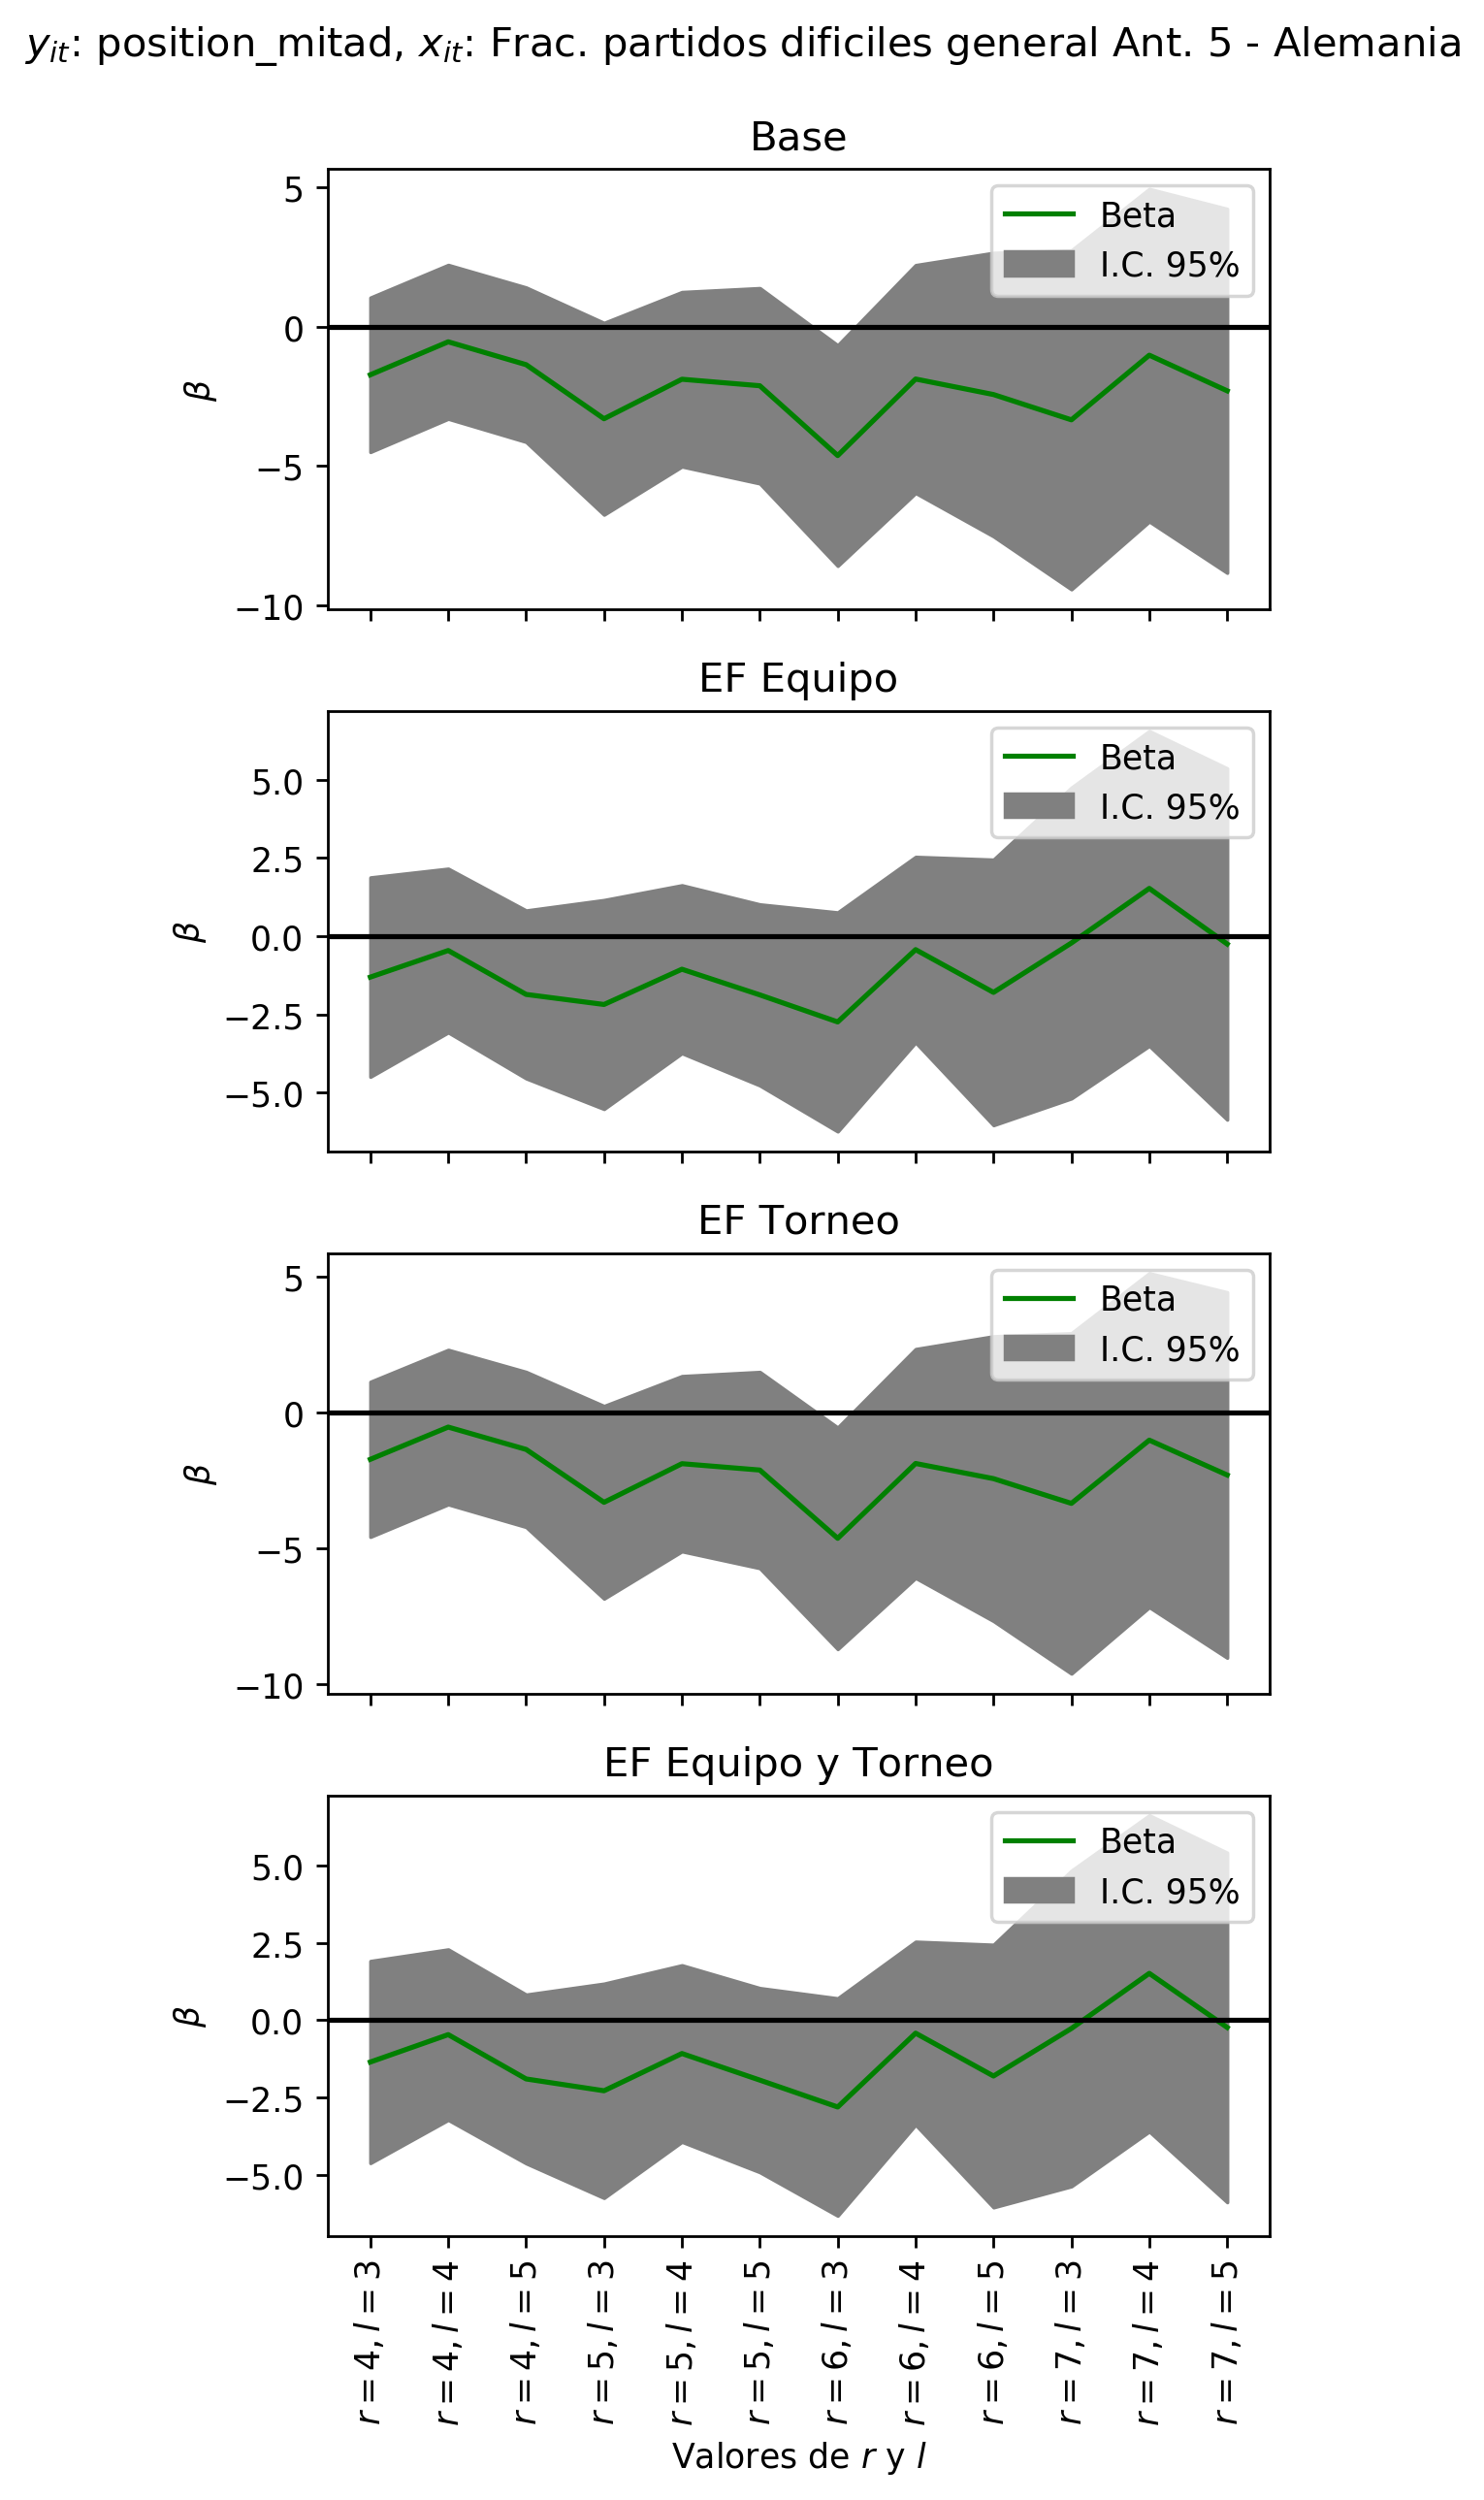 y_it: position_mitad, x_it: Frac. partidos dificiles general Ant. 5 - Alemania
Base
Beta
I.C. 95%
5
0
−5
−10
β
EF Equipo
Beta
I.C. 95%
5.0
2.5
0.0
−2.5
−5.0
β
EF Torneo
Beta
I.C. 95%
5
0
−5
−10
β
EF Equipo y Torneo
Beta
I.C. 95%
5.0
2.5
0.0
−2.5
−5.0
β
r = 4, l = 3
r = 4, l = 4
r = 4, l = 5
r = 5, l = 3
r = 5, l = 4
r = 5, l = 5
r = 6, l = 3
r = 6, l = 4
r = 6, l = 5
r = 7, l = 3
r = 7, l = 4
r = 7, l = 5
Valores de r y l